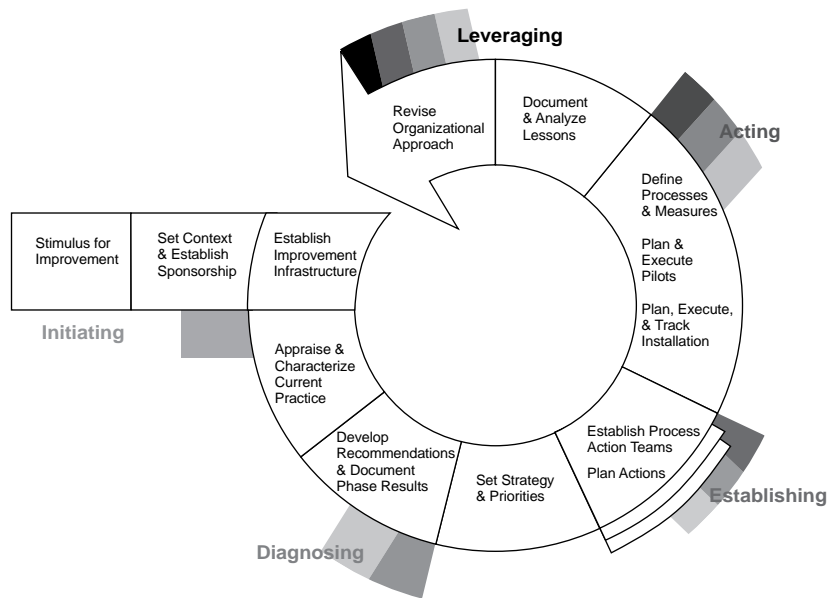 Leveraging
Revise
Organizational
Approach
Document
& Analyze
Lessons
Acting
Define
Processes
& Measures
Plan &
Execute
Pilots
Plan, Execute,
& Track
Installation
Stimulus for
Improvement
Set Context
& Establish
Sponsorship
Establish
Improvement
Infrastructure
Initiating
Appraise &
Characterize
Current
Practice
Develop
Recommendations
& Document
Phase Results
Set Strategy
& Priorities
Establish Process
Action Teams
Plan Actions
Establishing
Diagnosing